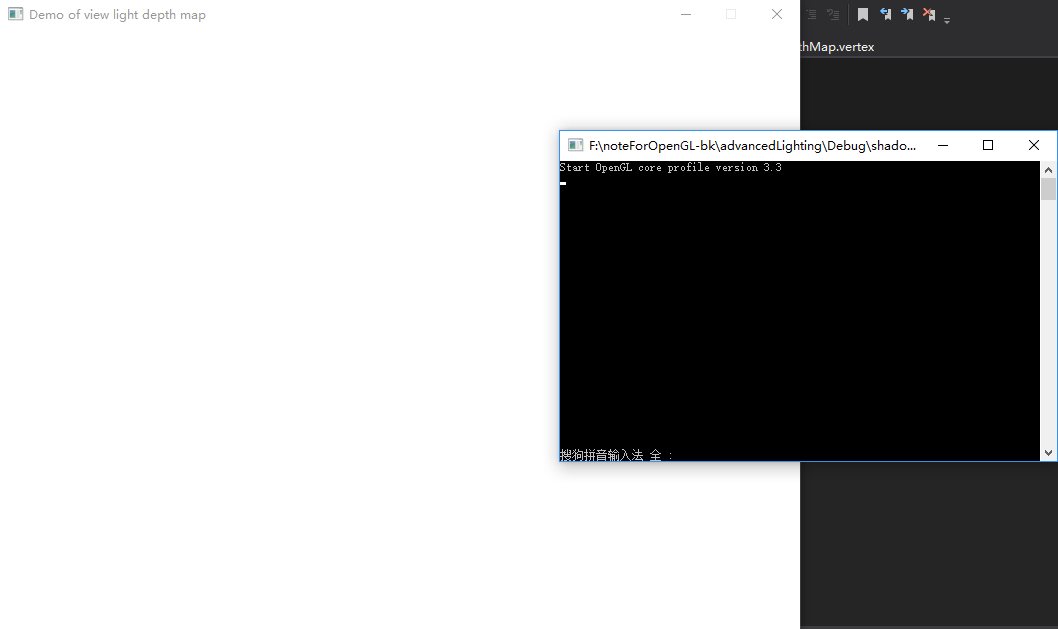 Demo of view light depth map
thMap.vertex
F:\noteForOpenGL-bk\advancedLighting\Debug\shado...
Start OpenGL core profile version 3.3
搜狗拼音输入法 全 :